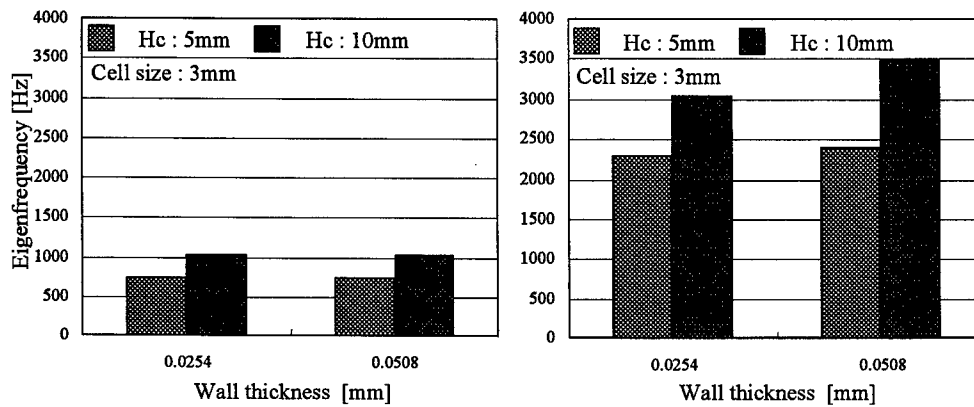 4000
3500
3000
2500
2000
1500
1000
500
0
Eigenfrequency [Hz]
Hc : 5mm
Hc : 10mm
Cell size : 3mm
0.0254
0.0508
Wall thickness [mm]
4000
3500
3000
2500
2000
1500
1000
500
0
Hc : 5mm
Hc : 10mm
Cell size : 3mm
0.0254
0.0508
Wall thickness [mm]